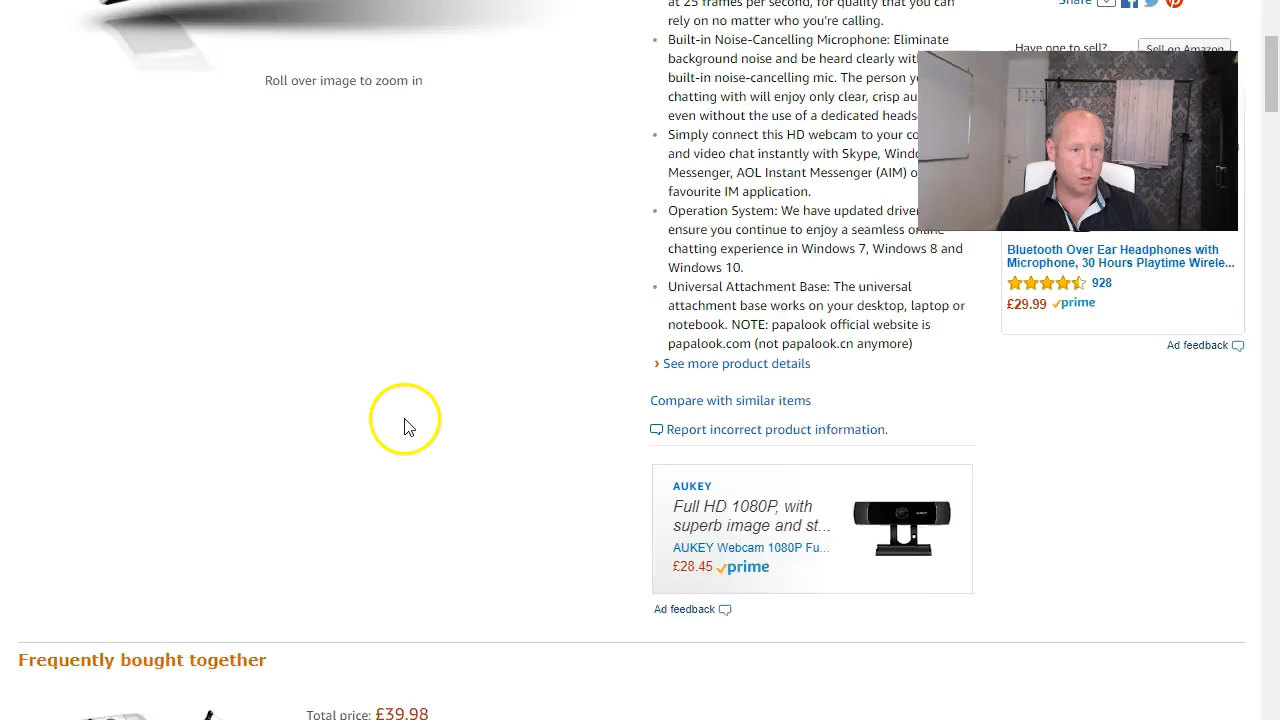 at 25 frames per second, for quality that you can
rely on no matter who you're calling.
Built-in Noise-Cancelling Microphone: Eliminate
background noise and be heard clearly wit
built-in noise-cancelling mic. The person y
chatting with will enjoy only clear, crisp au
even without the use of a dedicated heads
Simply connect this HD webcam to your co
and video chat instantly with Skype, Windo
Messenger, AOL Instant Messenger (AIM) o
favourite IM application.
Operation System: We have updated driver
ensure you continue to enjoy a seamless online
chatting experience in Windows 7, Windows 8 and
Windows 10.
Universal Attachment Base: The universal
attachment base works on your desktop, laptop or
notebook. NOTE: papalook official website is
papalook.com (not papalook.cn anymore)
› See more product details
Compare with similar items
Report incorrect product information.
AUKEY
Full HD 1080P, with
superb image and st...
AUKEY Webcam 1080P Fu...
£28.45 prime
Ad feedback
Share
Have one to sell?
Sell on Amazon
Bluetooth Over Ear Headphones with
Microphone, 30 Hours Playtime Wirele...
928
£29.99 prime
Ad feedback
Roll over image to zoom in
Frequently bought together
Total price: £39.98